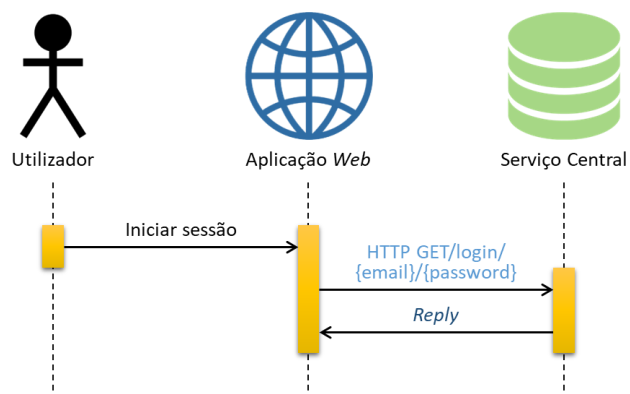 Utilizador
Aplicação Web
Serviço Central
Iniciar sessão
HTTP GET/login/
{email}/{password}
Reply